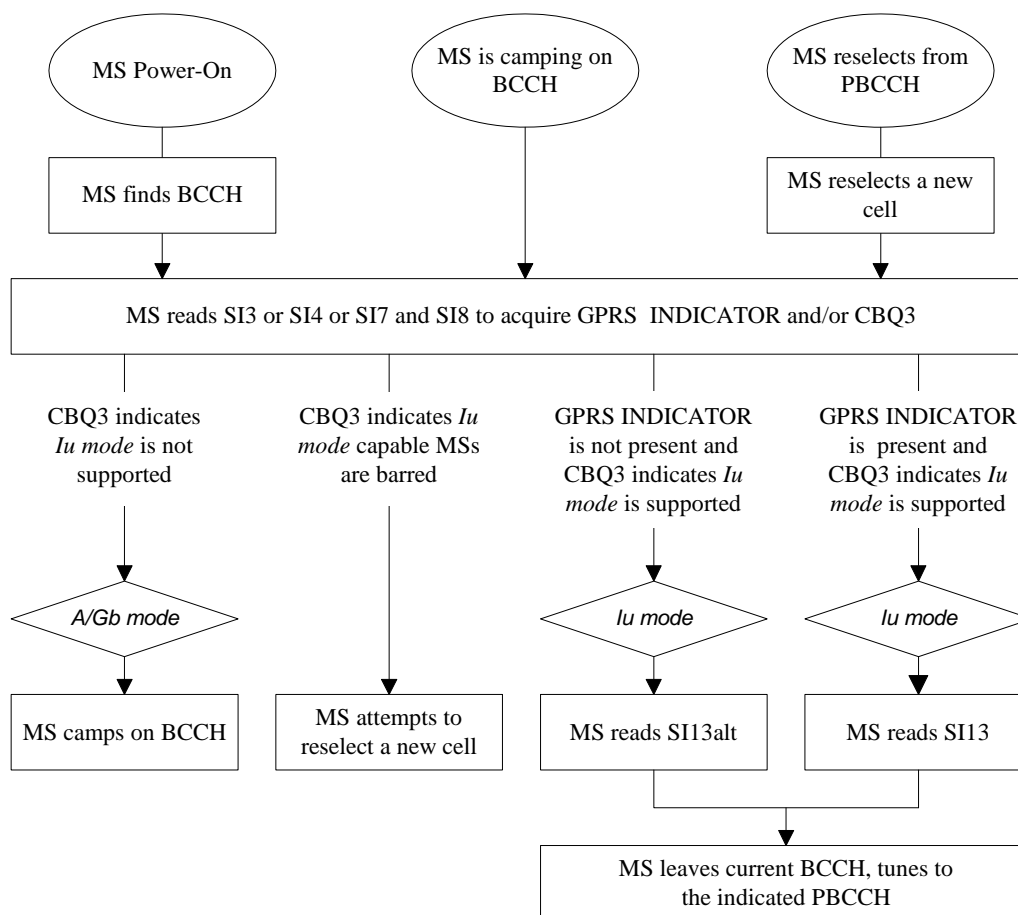 MS Power-On
MS is camping on
BCCH
MS reselects from
PBCCH
MS finds BCCH
MS reselects a new
cell
MS reads SI3 or SI4 or SI7 and SI8 to acquire GPRS INDICATOR and/or CBQ3
CBQ3 indicates
Iu mode is not
supported
CBQ3 indicates Iu
mode capable MSs
are barred
GPRS INDICATOR
is not present and
CBQ3 indicates Iu
mode is supported
GPRS INDICATOR
is present and
CBQ3 indicates Iu
mode is supported
A/Gb mode
Iu mode
Iu mode
MS camps on BCCH
MS attempts to
reselect a new cell
MS reads SI13alt
MS reads SI13
MS leaves current BCCH, tunes to
the indicated PBCCH